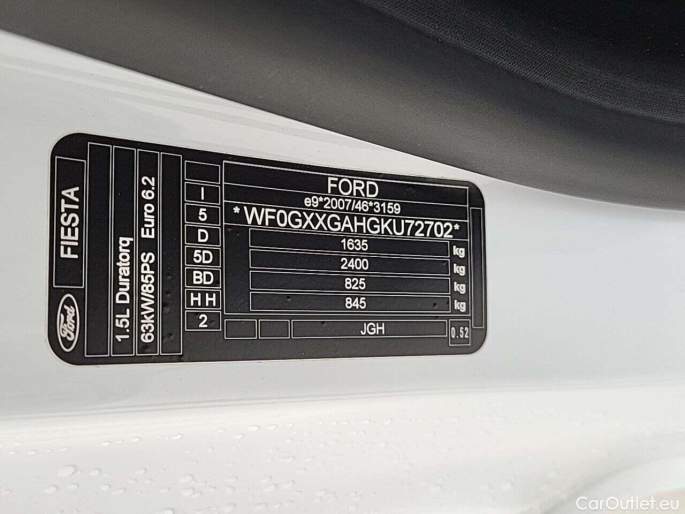 FORD
e9*2007/46*3159
*WF0GXXGAHGKU72702*
1635 kg
2400 kg
825 kg
845 kg
JGH
0.52
I
5
D
5D
BD
H H
2
FIESTA
1.5L Duratorq
63kW/85PS Euro 6.2
Ford
CarOutlet.eu